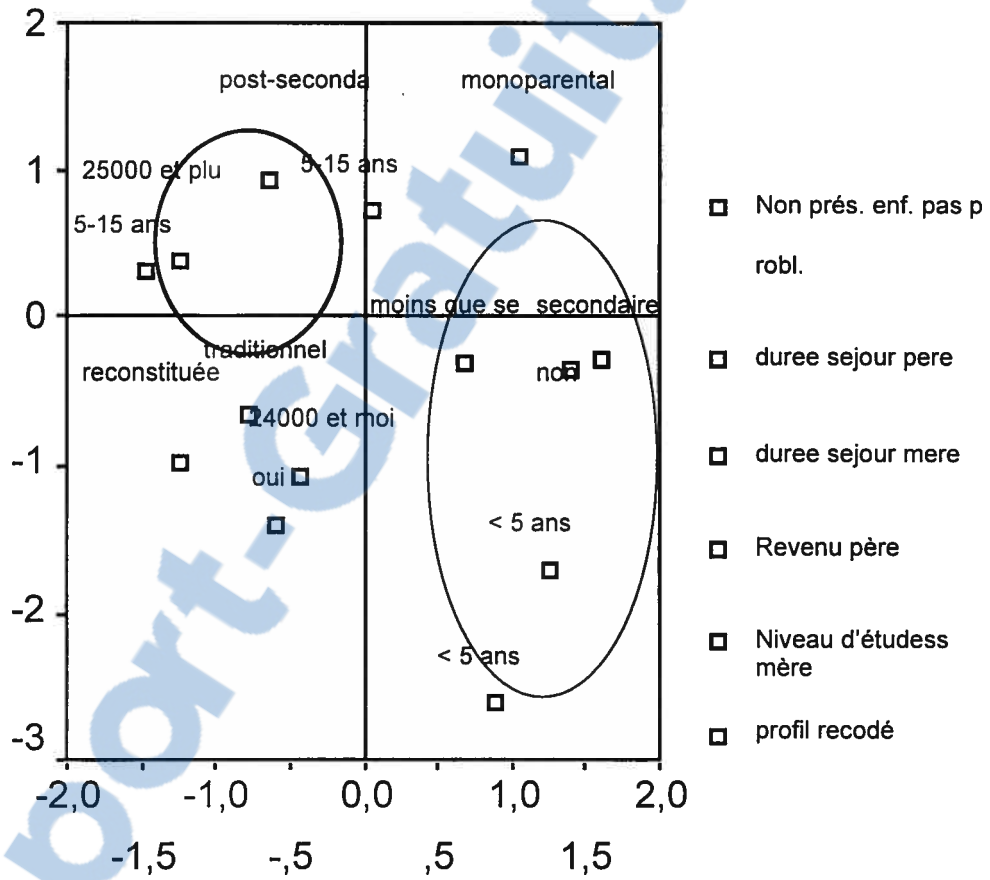 2
post-seconda monoparental
1
25000 et plu 5-15 ans
5-15 ans
0
moins que se secondaire
traditionnel
reconstituée
non
24000 et moi
-1
oui
< 5 ans
-2
< 5 ans
-3
-2,0 -1,0 0,0 1,0 2,0
-1,5 -,5 ,5 1,5
Non prés. enf. pas p
robl.
duree sejour pere
duree sejour mere
Revenu père
Niveau d'étudess
mère
profil recodé
port-Gratuit.